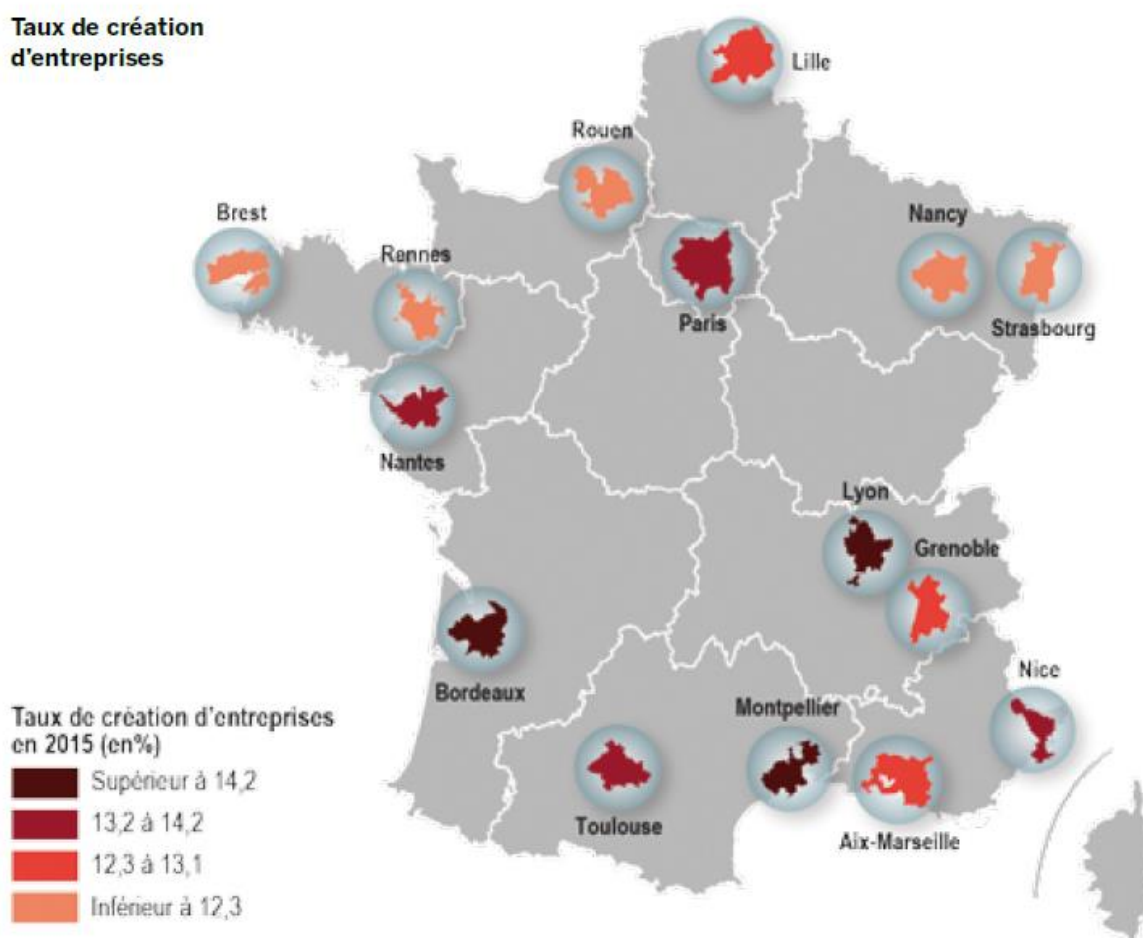 Taux de création
d'entreprises
Lille
Rouen
Brest
Rennes
Nancy
Paris
Strasbourg
Nantes
Lyon
Grenoble
Bordeaux
Nice
Montpellier
Toulouse
Aix-Marseille
Taux de création d'entreprises
en 2015 (en%)
Supérieur à 14,2
13,2 à 14,2
12,3 à 13,1
Inférieur à 12,3